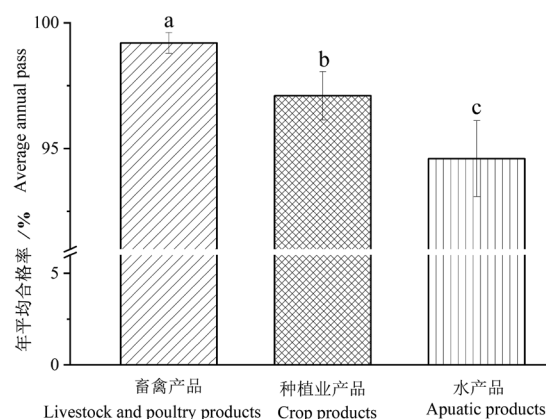 年平均合格率 /% Average annual pass
100
95
5
0
a
b
c
畜禽产品 种植业产品 水产品
Livestock and poultry products Crop products Apuatic products